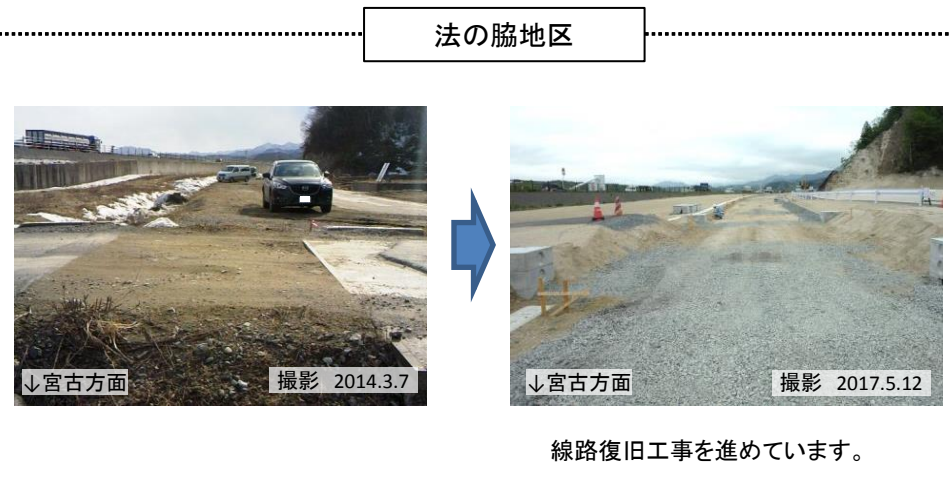 法の脇地区
↓宮古方面
撮影 2014.3.7
↓宮古方面
撮影 2017.5.12
線路復旧工事を進めています。